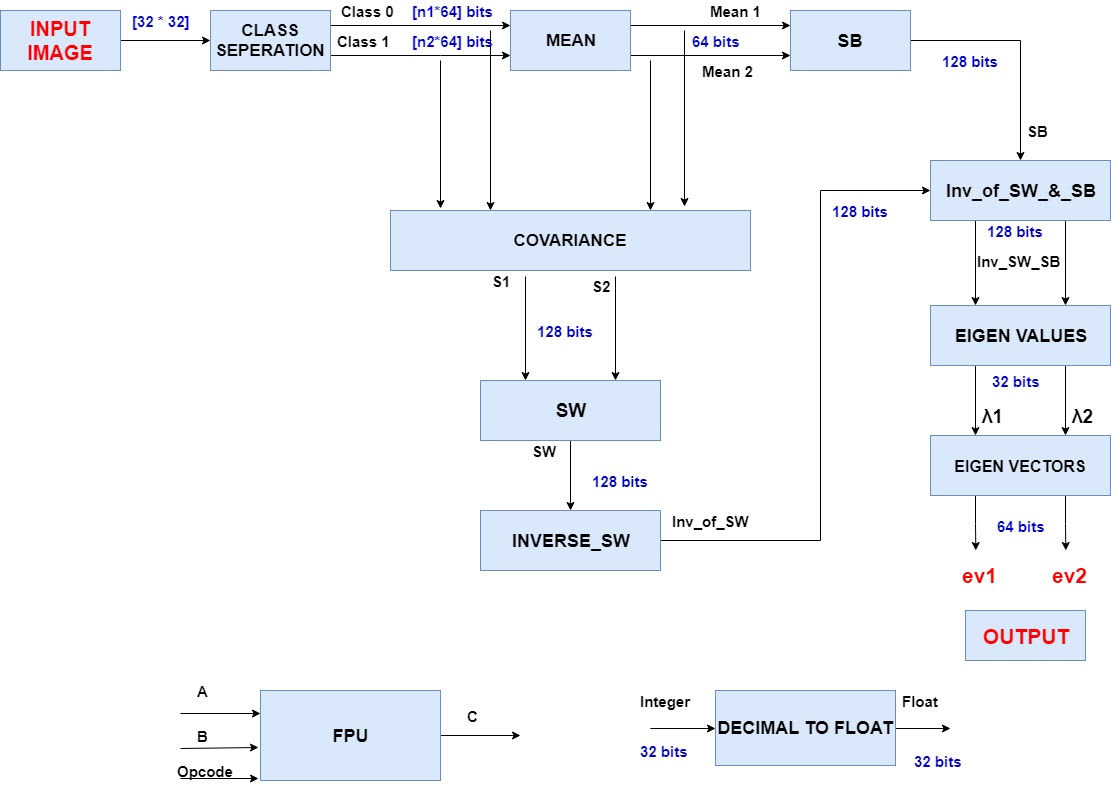 INPUT
IMAGE
[32 * 32]
CLASS
SEPERATION
Class 0
[n1*64] bits
Class 1
[n2*64] bits
MEAN
Mean 1
64 bits
Mean 2
SB
128 bits
SB
Inv_of_SW_&_SB
128 bits
COVARIANCE
128 bits
Inv_SW_SB
S1
S2
128 bits
EIGEN VALUES
32 bits
SW
λ1
λ2
SW
128 bits
EIGEN VECTORS
INVERSE_SW
Inv_of_SW
64 bits
ev1
ev2
OUTPUT
A
B
Opcode
FPU
C
Integer
32 bits
DECIMAL TO FLOAT
Float
32 bits